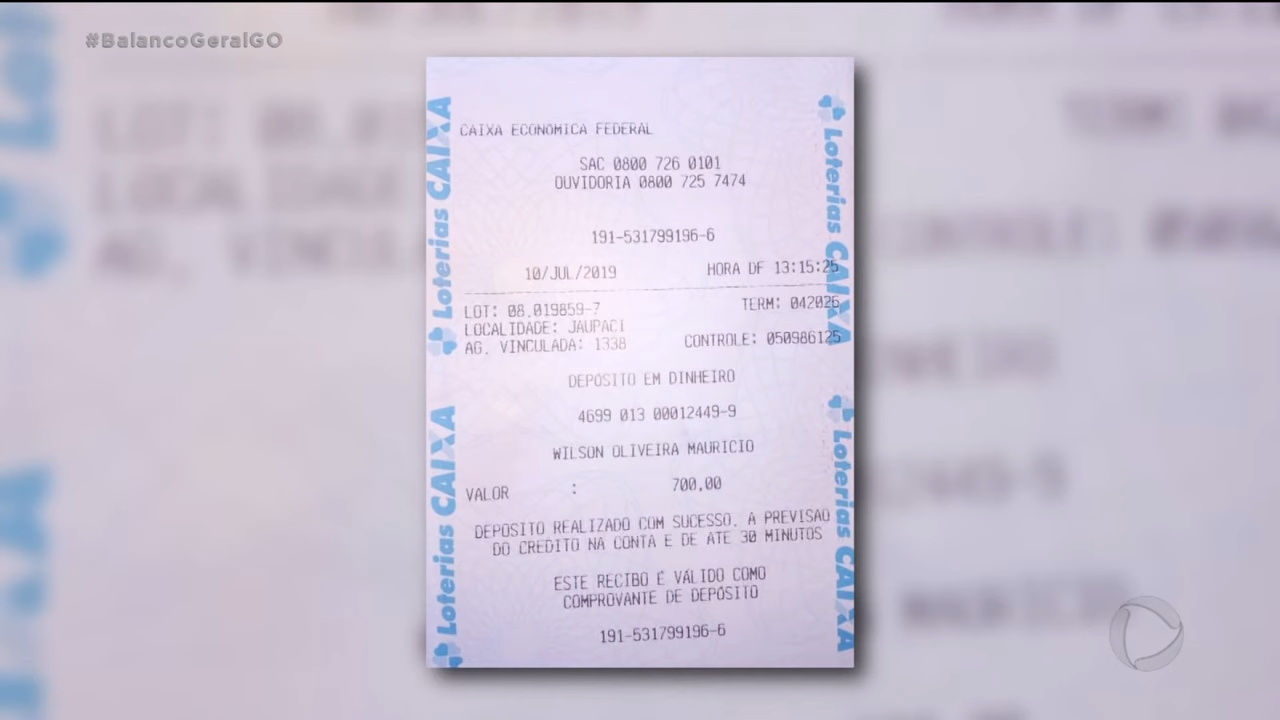 #BalancoGeralGO
CAIXA ECONOMICA FEDERAL
SAC 0800 726 0101
OUVIDORIA 0800 725 7474
191-531799196-6
10/JUL/2019 HORA DF 13:15:25
LOT: 08.019859-7 TERM: 042026
LOCALIDADE: JAUPACI
AG. VINCULADA: 1338 CONTROLE: 050986125
DEPOSITO EM DINHEIRO
4699 013 00012449-9
WILSON OLIVEIRA MAURICIO
VALOR : 700,00
DEPOSITO REALIZADO COM SUCESSO. A PREVISAO
DO CREDITO NA CONTA E DE ATE 30 MINUTOS
ESTE RECIBO É VÁLIDO COMO
COMPROVANTE DE DEPÓSITO
191-531799196-6
Loterias CAIXA
Loterias CAIXA
Loterias CAIXA
Loterias CAIXA